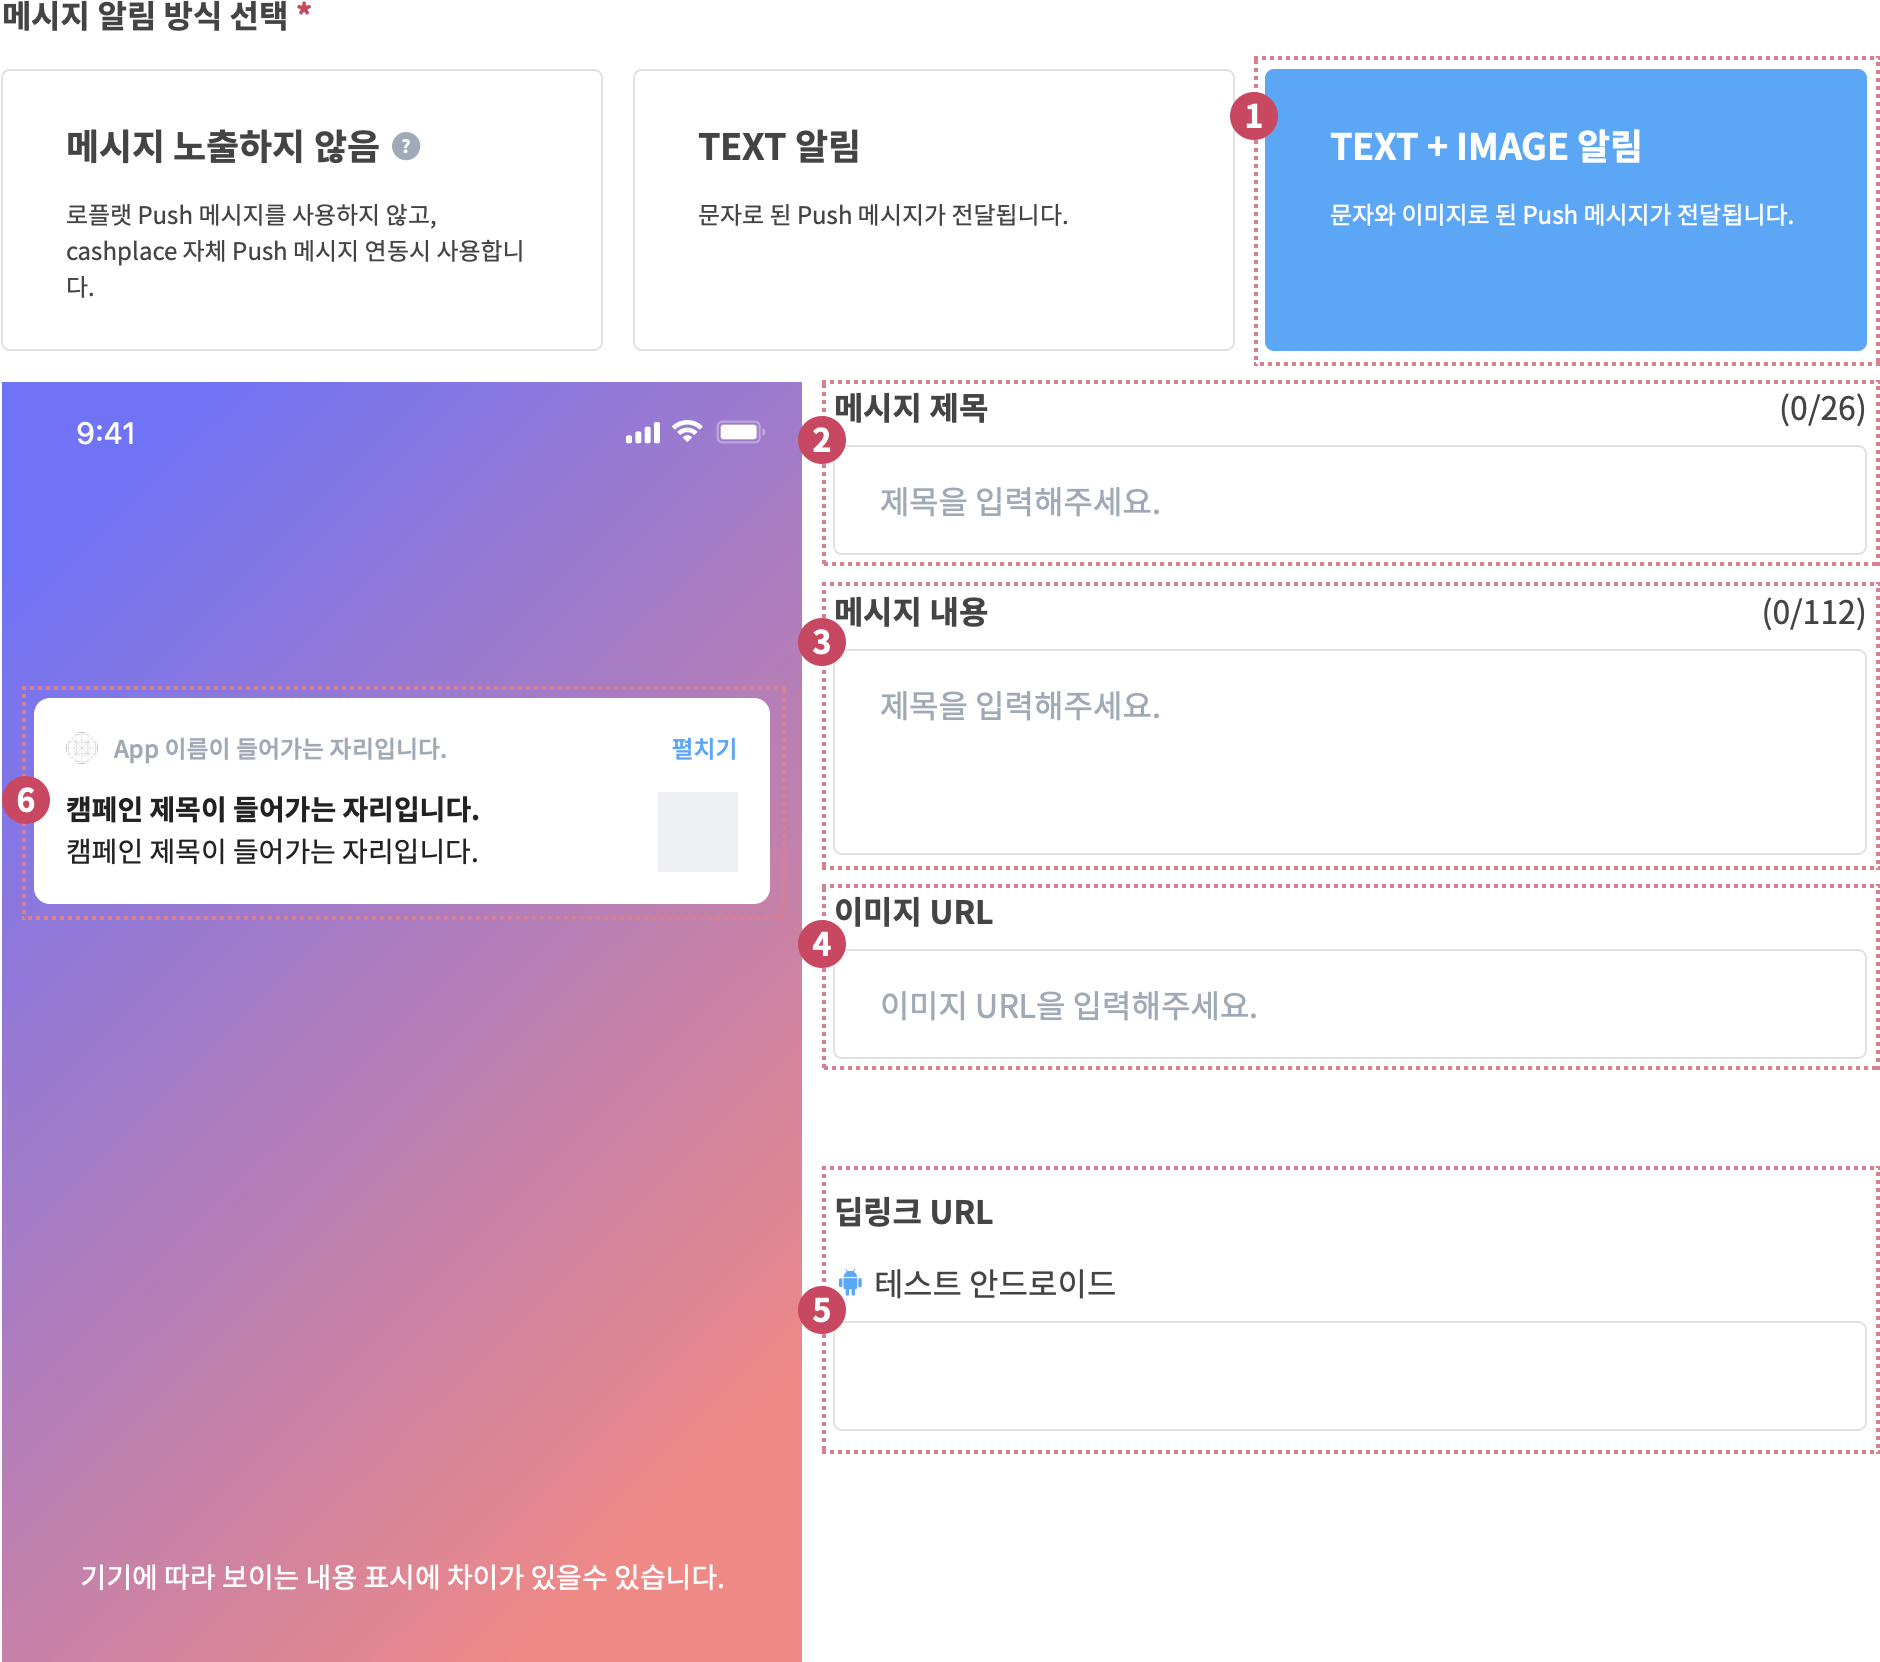 메시지 알림 방식 선택 *
메시지 노출하지 않음 ?
로플랫 Push 메시지를 사용하지 않고,
cashplace 자체 Push 메시지 연동시 사용합니
다.
TEXT 알림
문자로 된 Push 메시지가 전달됩니다.
1
TEXT + IMAGE 알림
문자와 이미지로 된 Push 메시지가 전달됩니다.
9:41
6
App 이름이 들어가는 자리입니다.
펼치기
캠페인 제목이 들어가는 자리입니다.
캠페인 제목이 들어가는 자리입니다.
기기에 따라 보이는 내용 표시에 차이가 있을수 있습니다.
2
메시지 제목
(0/26)
제목을 입력해주세요.
3
메시지 내용
(0/112)
제목을 입력해주세요.
4
이미지 URL
이미지 URL을 입력해주세요.
딥링크 URL
5
테스트 안드로이드